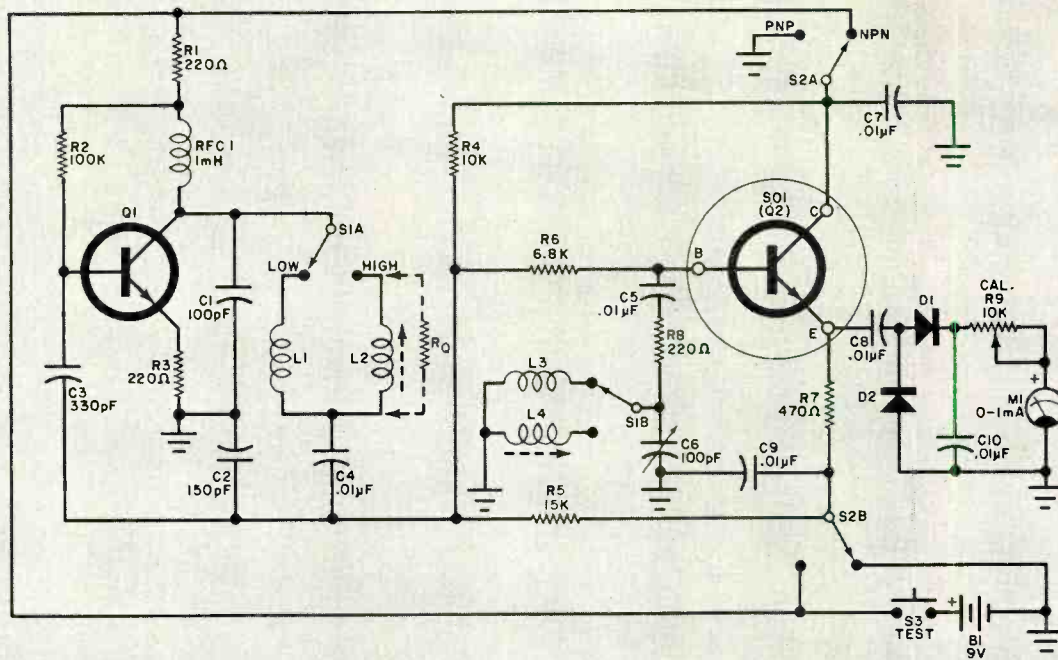 PNP
NPN
S2A
R1
220Ω
C7
.01µF
R2
100K
RFC1
1mH
R4
10K
Q1
S1A
SO1
(Q2)
C
R6
6.8K
B
LOW
HIGH
C1
100pF
C5
.01µF
D1
CAL.
R9
10K
E
C8
.01µF
R8
220Ω
L1
L2
RQ
L3
R3
220Ω
C3
330pF
S1B
R7
470Ω
D2
+
M1
0-1mA
L4
C6
100pF
C9
.01µF
C10
.01µF
C2
150pF
C4
.01µF
R5
15K
S2B
+
S3
TEST
B1
9V